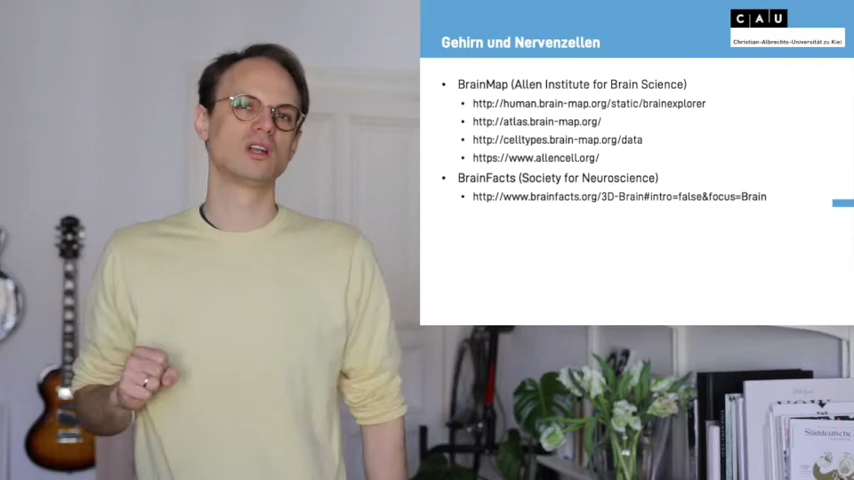 CAU
Christian-Albrechts-Universität zu Kiel
Gehirn und Nervenzellen
• BrainMap (Allen Institute for Brain Science)
• http://human.brain-map.org/static/brainexplorer
• http://atlas.brain-map.org/
• http://celltypes.brain-map.org/data
• https://www.allencell.org/
• BrainFacts (Society for Neuroscience)
• http://www.brainfacts.org/3D-Brain#intro=false&focus=Brain
Süddeutsche